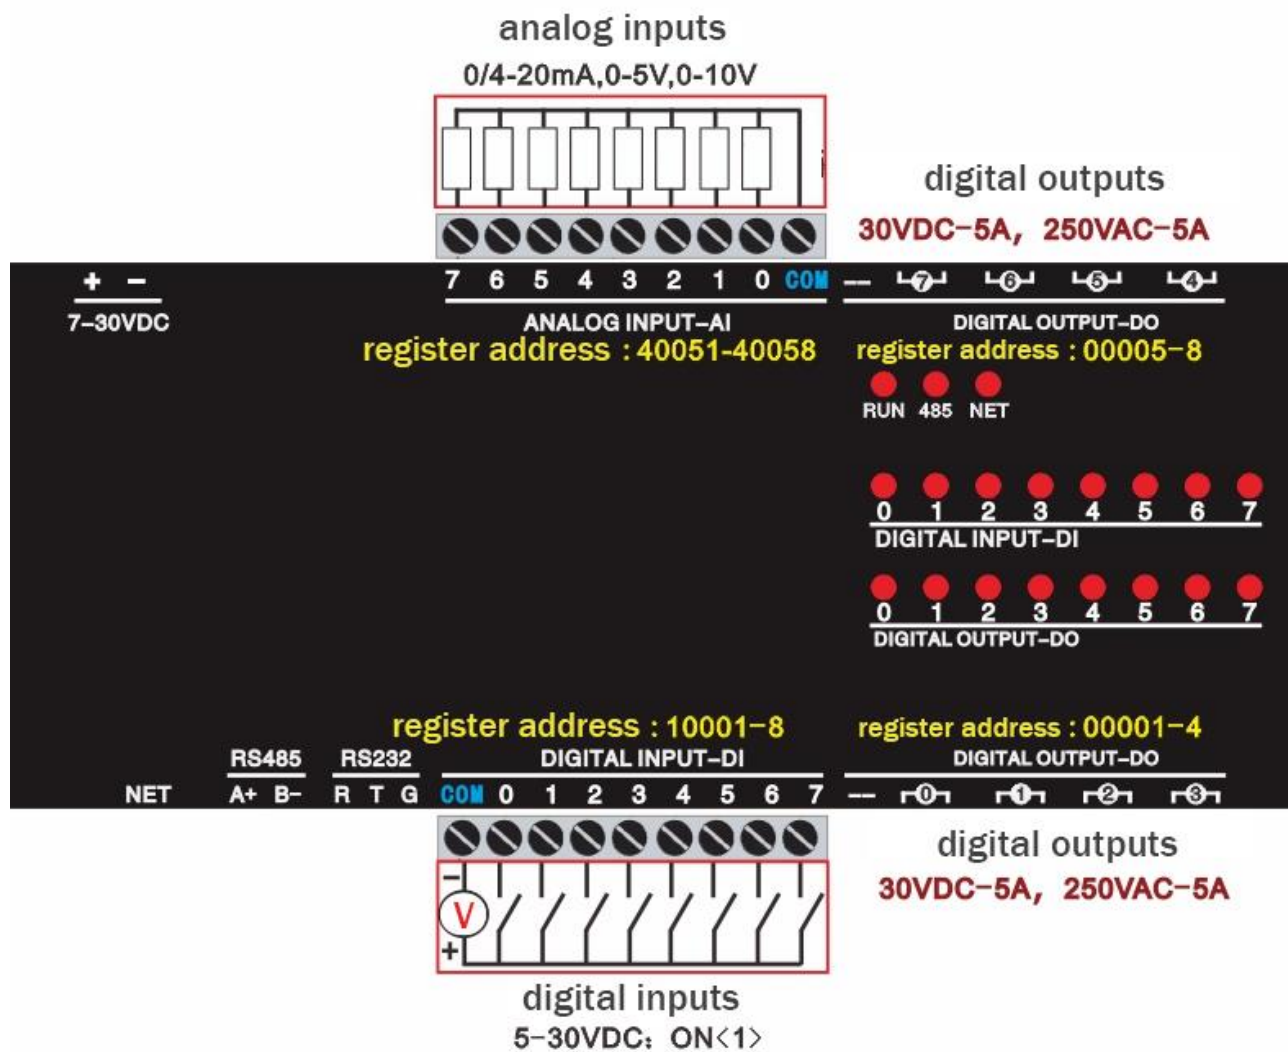 analog inputs
0/4-20mA,0-5V,0-10V
digital outputs
30VDC-5A, 250VAC-5A
+ -
7-30VDC
7 6 5 4 3 2 1 0 COM
ANALOG INPUT-AI
register address : 40051-40058
-- 7 6 5 4
DIGITAL OUTPUT-DO
register address : 00005-8
RUN 485 NET
0 1 2 3 4 5 6 7
DIGITAL INPUT-DI
0 1 2 3 4 5 6 7
DIGITAL OUTPUT-DO
register address : 10001-8
register address : 00001-4
RS485 RS232 DIGITAL INPUT-DI DIGITAL OUTPUT-DO
NET A+ B- R T G COM 0 1 2 3 4 5 6 7 -- 0 1 2 3
- V +
digital outputs
30VDC-5A, 250VAC-5A
digital inputs
5-30VDC: ON<1>